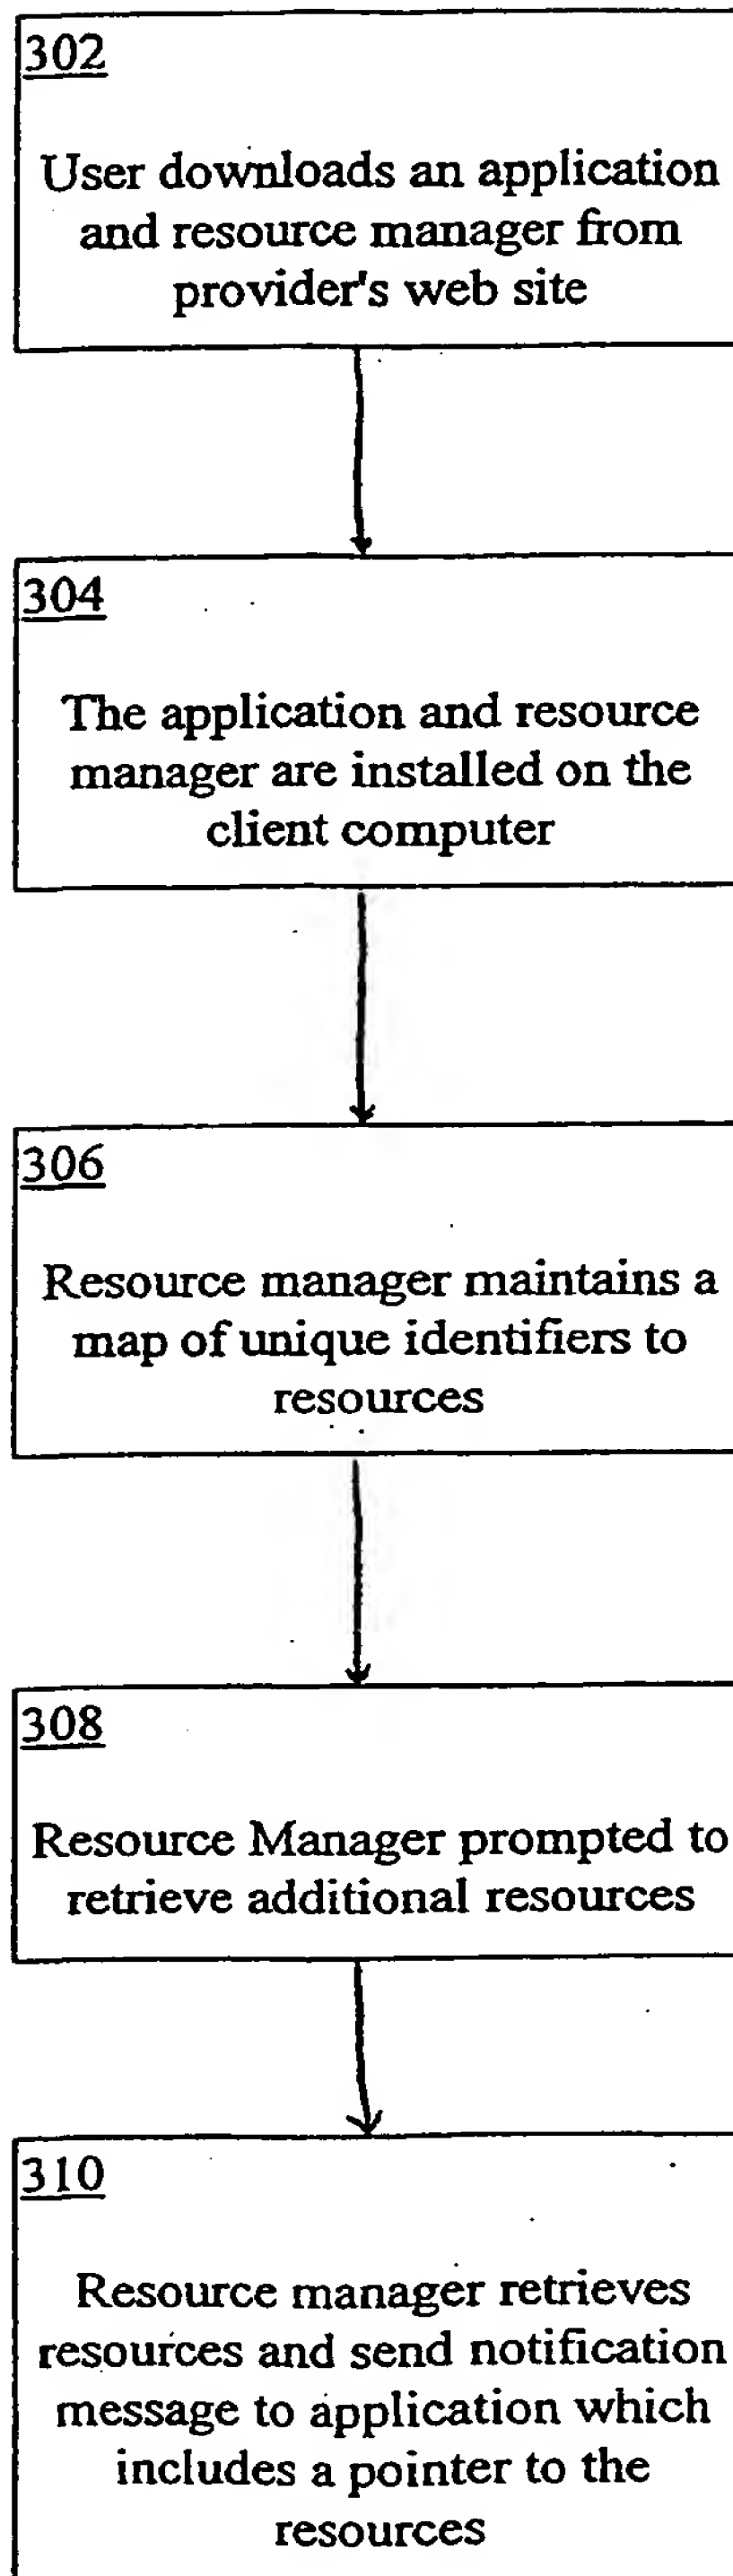 302
User downloads an application
and resource manager from
provider's web site
304
The application and resource
manager are installed on the
client computer
306
Resource manager maintains a
map of unique identifiers to
resources
308
Resource Manager prompted to
retrieve additional resources
310
Resource manager retrieves
resources and send notification
message to application which
includes a pointer to the
resources